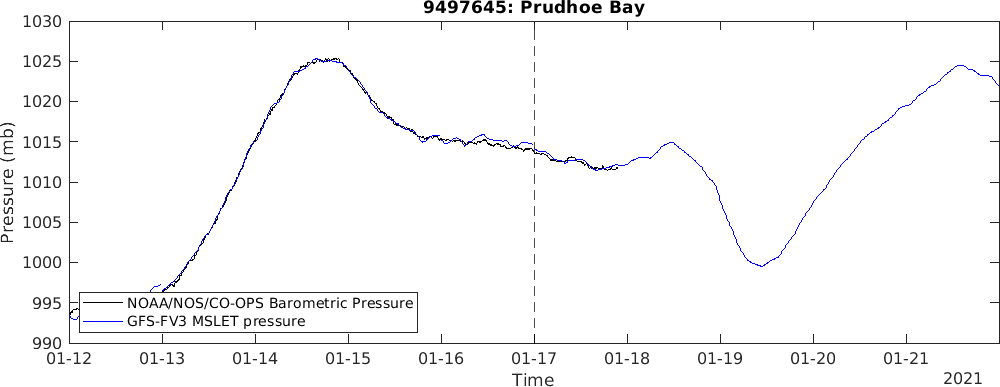 9497645: Prudhoe Bay
Pressure (mb)
1030
1025
1020
1015
1010
1005
1000
995
990
NOAA/NOS/CO-OPS Barometric Pressure
GFS-FV3 MSLET pressure
01-12 01-13 01-14 01-15 01-16 01-17 01-18 01-19 01-20 01-21
Time
2021